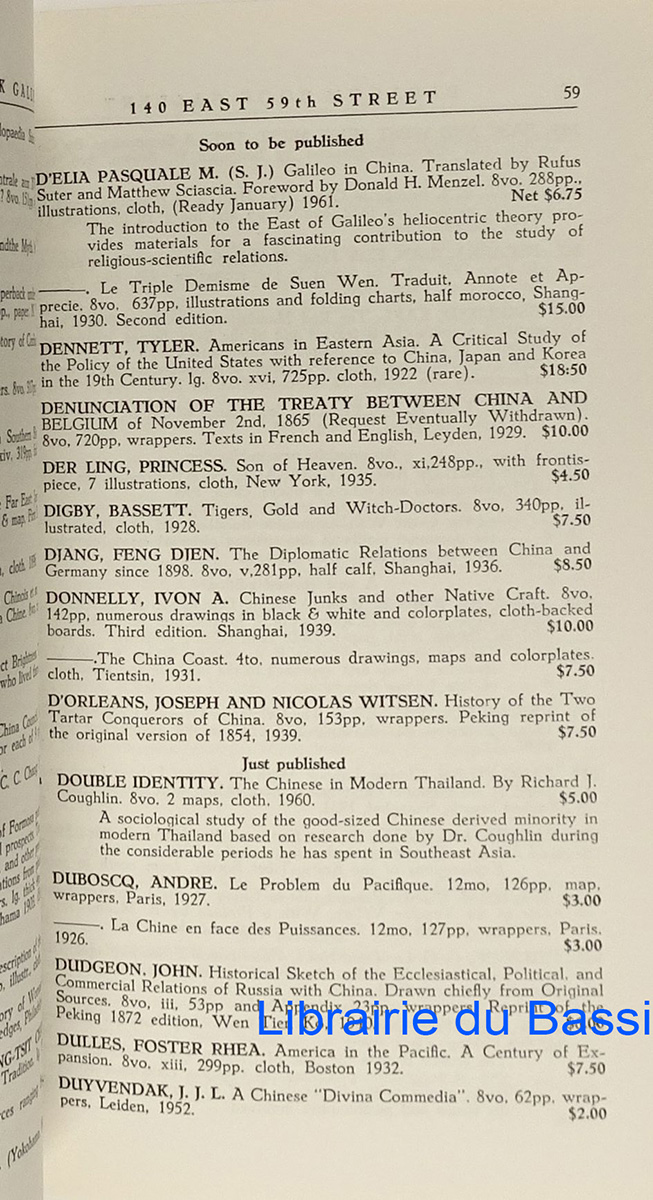 140 EAST 59th STREET 59
Soon to be published
D'ELIA PASQUALE M. (S. J.) Galileo in China. Translated by Rufus
Suter and Matthew Sciascia. Foreword by Donald H. Menzel. 8vo. 288pp.,
illustrations, cloth, (Ready January) 1961. Net $6.75
The introduction to the East of Galileo's heliocentric theory pro-
vides materials for a fascinating contribution to the study of
religious-scientific relations.
———. Le Triple Demisme de Suen Wen. Traduit, Annote et Ap-
precie. 8vo. 637pp, illustrations and folding charts, half morocco, Shang-
hai, 1930. Second edition. $15.00
DENNETT, TYLER. Americans in Eastern Asia. A Critical Study of
the Policy of the United States with reference to China, Japan and Korea
in the 19th Century. lg. 8vo. xvi, 725pp. cloth, 1922 (rare). $18:50
DENUNCIATION OF THE TREATY BETWEEN CHINA AND
BELGIUM of November 2nd, 1865 (Request Eventually Withdrawn).
8vo, 720pp, wrappers. Texts in French and English, Leyden, 1929. $10.00
DER LING, PRINCESS. Son of Heaven. 8vo., xi,248pp., with frontis-
piece, 7 illustrations, cloth, New York, 1935. $4.50
DIGBY, BASSETT. Tigers, Gold and Witch-Doctors. 8vo, 340pp, il-
lustrated, cloth, 1928. $7.50
DJANG, FENG DJEN. The Diplomatic Relations between China and
Germany since 1898. 8vo, v,281pp, half calf, Shanghai, 1936. $8.50
DONNELLY, IVON A. Chinese Junks and other Native Craft. 8vo,
142pp, numerous drawings in black & white and colorplates, cloth-backed
boards. Third edition. Shanghai, 1939. $10.00
———.The China Coast. 4to, numerous drawings, maps and colorplates.
cloth, Tientsin, 1931. $7.50
D'ORLEANS, JOSEPH AND NICOLAS WITSEN. History of the Two
Tartar Conquerors of China. 8vo, 153pp, wrappers. Peking reprint of
the original version of 1854, 1939. $7.50
Just published
DOUBLE IDENTITY. The Chinese in Modern Thailand. By Richard J.
Coughlin. 8vo. 2 maps, cloth, 1960. $5.00
A sociological study of the good-sized Chinese derived minority in
modern Thailand based on research done by Dr. Coughlin during
the considerable periods he has spent in Southeast Asia.
DUBOSCQ, ANDRE. Le Problem du Pacifique. 12mo, 126pp, map,
wrappers, Paris, 1927. $3.00
———. La Chine en face des Puissances. 12mo, 127pp, wrappers, Paris,
1926. $3.00
DUDGEON, JOHN. Historical Sketch of the Ecclesiastical, Political, and
Commercial Relations of Russia with China. Drawn chiefly from Original
Sources. 8vo, iii, 53pp and Appendix 23pp, wrappers. Reprint of the
Peking 1872 edition, Wen Tien Ko,
Librairie du Bassi
DULLES, FOSTER RHEA. America in the Pacific. A Century of Ex-
pansion. 8vo. xiii, 299pp. cloth, Boston 1932. $7.50
DUYVENDAK, J. J. L. A Chinese "Divina Commedia". 8vo, 62pp, wrap-
pers, Leiden, 1952. $2.00